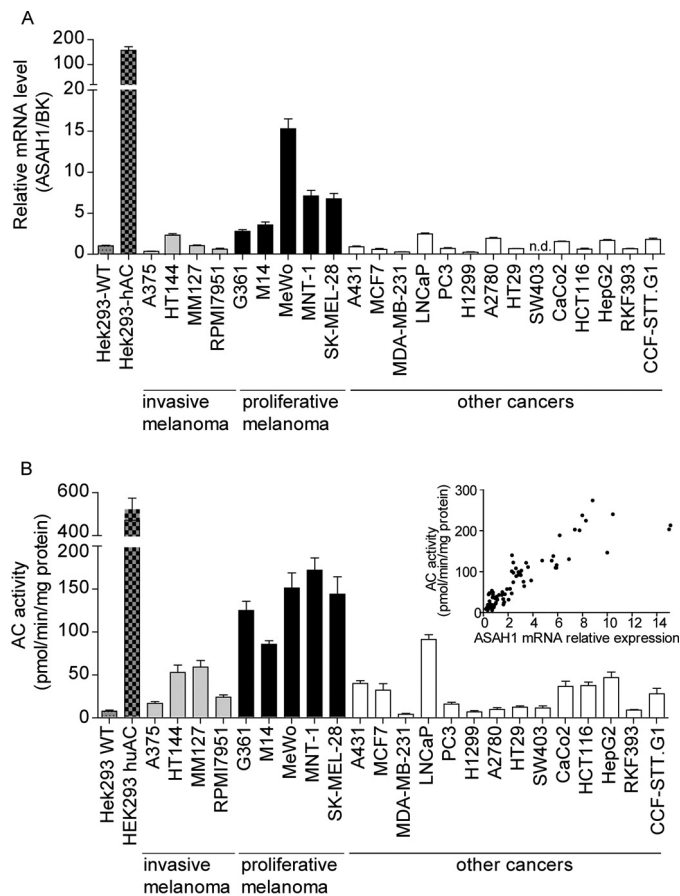 A
Relative mRNA level
(ASAH1/BK)
200
100
20
15
10
5
0
n.d.
Hek293-WT
Hek293-hAC
A375
HT144
MM127
RPMI7951
G361
M14
MeWo
MNT-1
SK-MEL-28
A431
MCF7
MDA-MB-231
LNCaP
PC3
H1299
A2780
HT29
SW403
CaCo2
HCT116
HepG2
RKF393
CCF-STT.G1
invasive
melanoma
proliferative
melanoma
other cancers
B
AC activity
(pmol/min/mg protein)
600
400
200
150
100
50
0
AC activity
(pmol/min/mg protein)
300
200
100
0
0 2 4 6 8 10 12 14
ASAH1 mRNA relative expression
Hek293 WT
HEK293 huAC
A375
HT144
MM127
RPMI7951
G361
M14
MeWo
MNT-1
SK-MEL-28
A431
MCF7
MDA-MB-231
LNCaP
PC3
H1299
A2780
HT29
SW403
CaCo2
HCT116
HepG2
RKF393
CCF-STT.G1
invasive
melanoma
proliferative
melanoma
other cancers